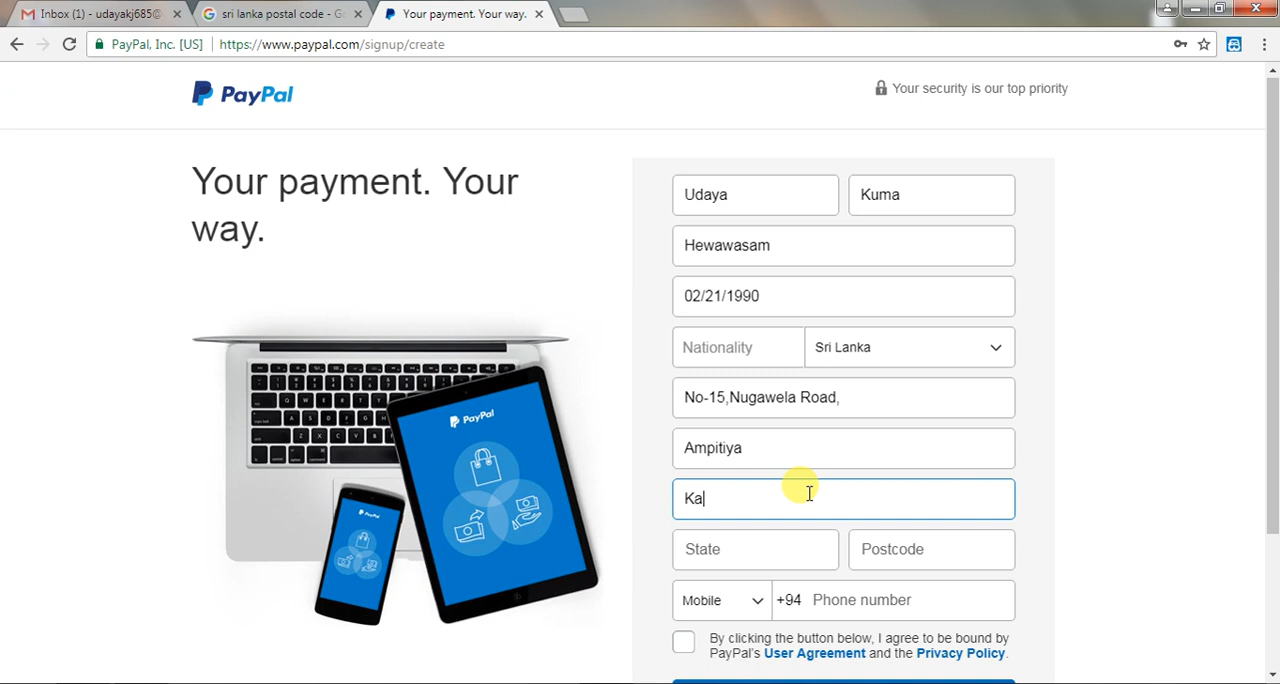 Inbox (1) - udayakj685@
sri lanka postal code - Go
Your payment. Your way.
PayPal, Inc. [US] https://www.paypal.com/signup/create
PayPal
Your security is our top priority
Your payment. Your
way.
Udaya Kuma
Hewawasam
02/21/1990
Nationality Sri Lanka
No-15,Nugawela Road,
Ampitiya
Ka
State Postcode
Mobile +94 Phone number
By clicking the button below, I agree to be bound by
PayPal's User Agreement and the Privacy Policy.
PayPal
PayPal